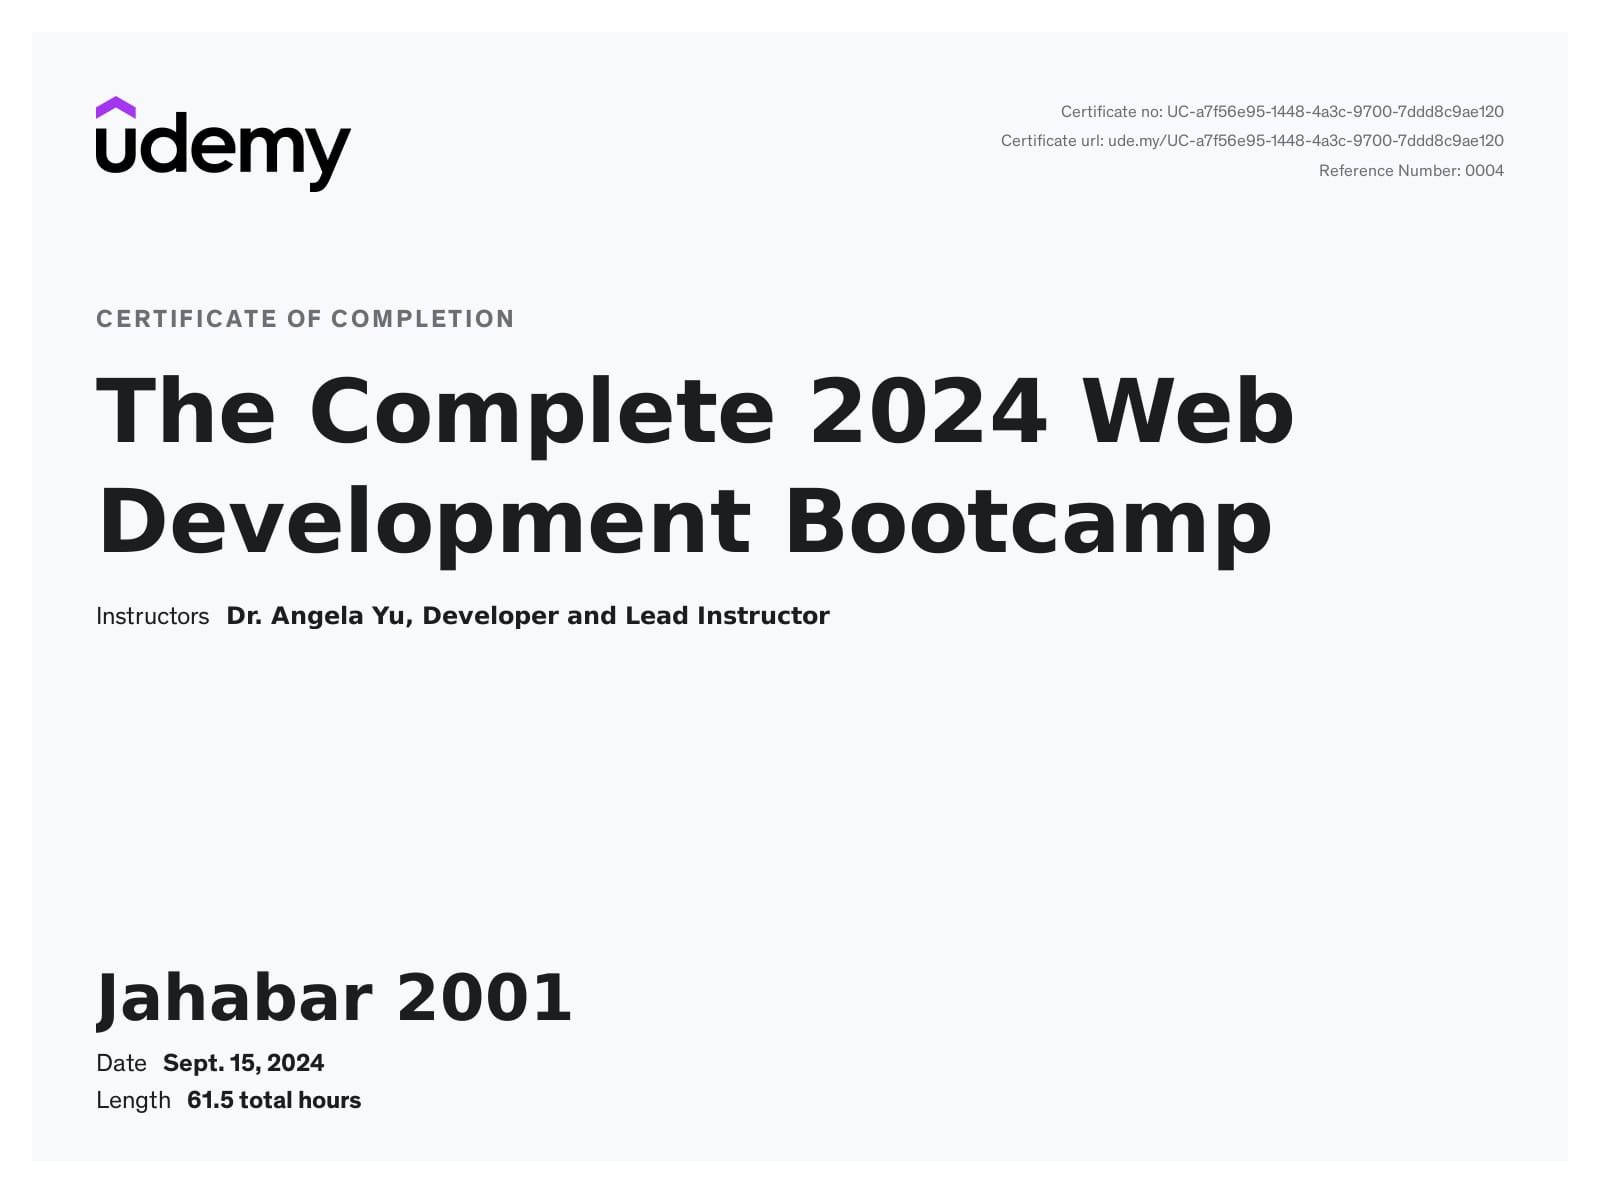 udemy
Certificate no: UC-a7f56e95-1448-4a3c-9700-7ddd8c9ae120
Certificate url: ude.my/UC-a7f56e95-1448-4a3c-9700-7ddd8c9ae120
Reference Number: 0004
CERTIFICATE OF COMPLETION
The Complete 2024 Web
Development Bootcamp
Instructors Dr. Angela Yu, Developer and Lead Instructor
Jahabar 2001
Date Sept. 15, 2024
Length 61.5 total hours